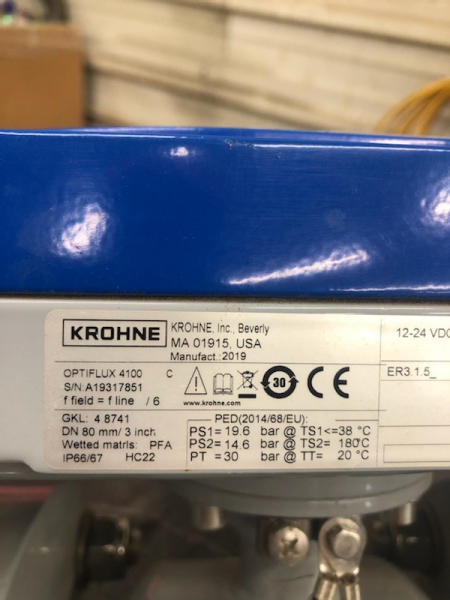 KROHNE
KROHNE, Inc., Beverly
MA 01915, USA
Manufact.: 2019
12-24 VDC
OPTIFLUX 4100 C
S/N:A19317851
field = f line / 6
30
CE
www.krohne.com
ER3.1.5_
GKL: 4 8741
DN 80 mm/ 3 inch
Wetted matrls: PFA
IP66/67 HC22
PED(2014/68/EU):
PS1= 19.6 bar @ TS1<=38 °C
PS2= 14.6 bar @ TS2= 180°C
PT = 30 bar @ TT= 20 °C